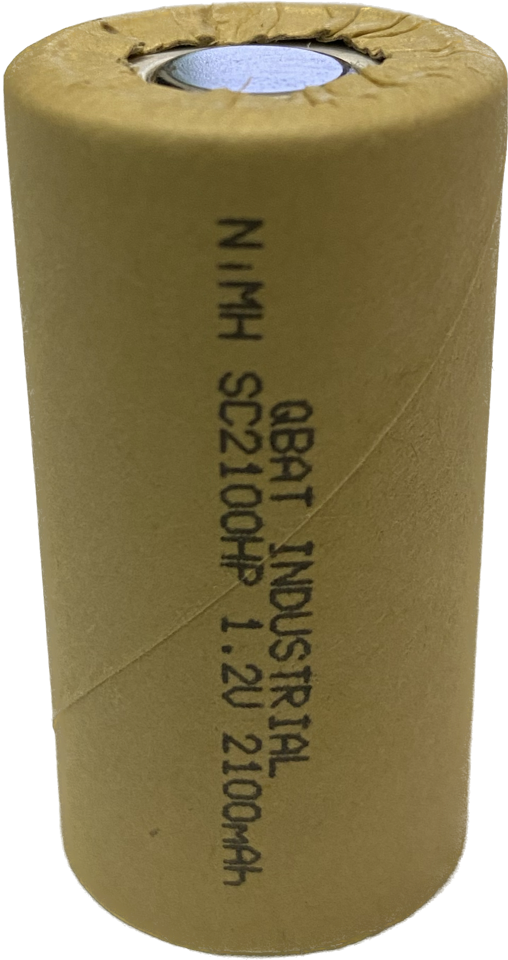 QBAT INDUSTRIAL
NiMH SC2100HP 1.2V 2100mAh